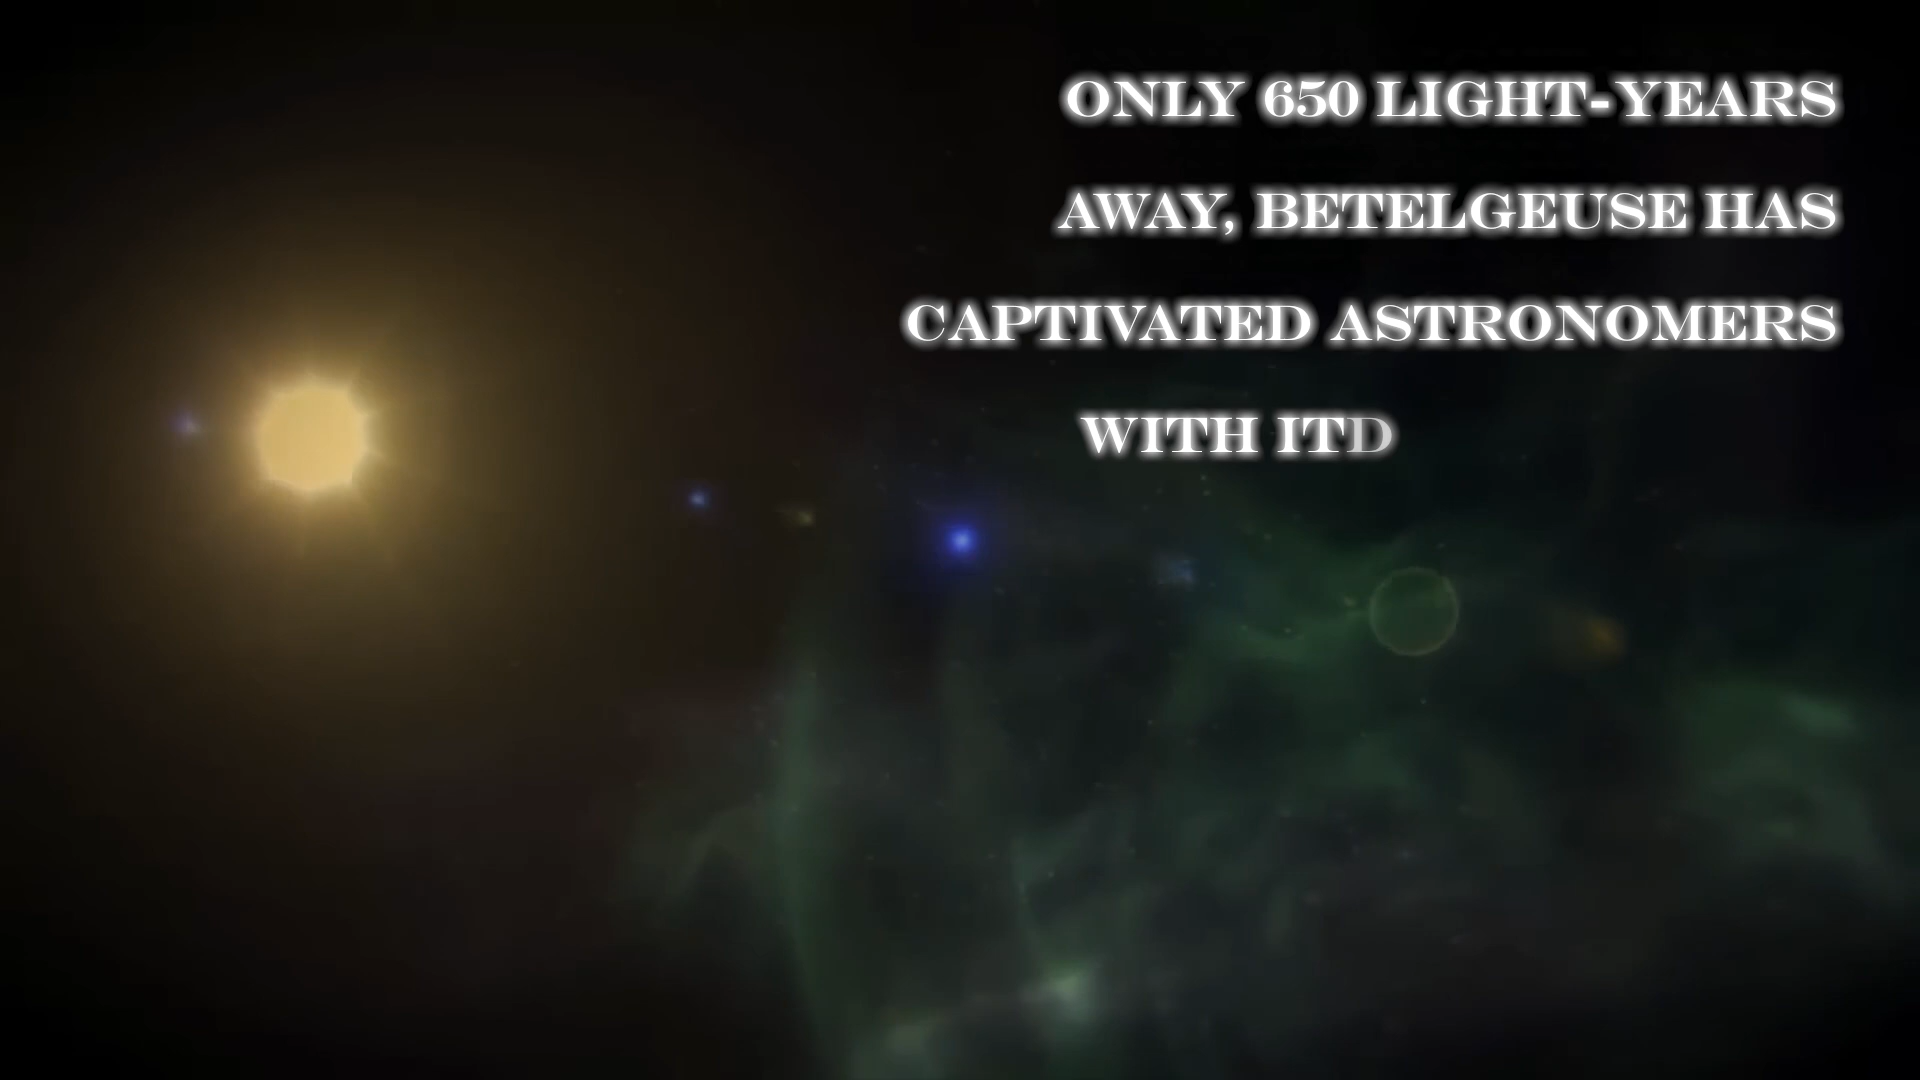 ONLY 650 LIGHT-YEARS
AWAY, BETELGEUSE HAS
CAPTIVATED ASTRONOMERS
WITH ITD